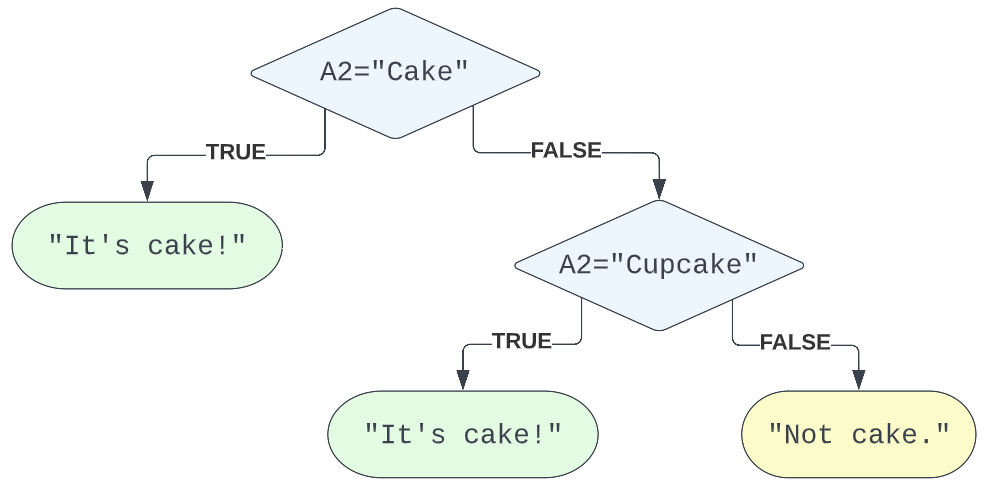 A2="Cake"
TRUE
FALSE
"It's cake!"
A2="Cupcake"
TRUE
FALSE
"It's cake!"
"Not cake."